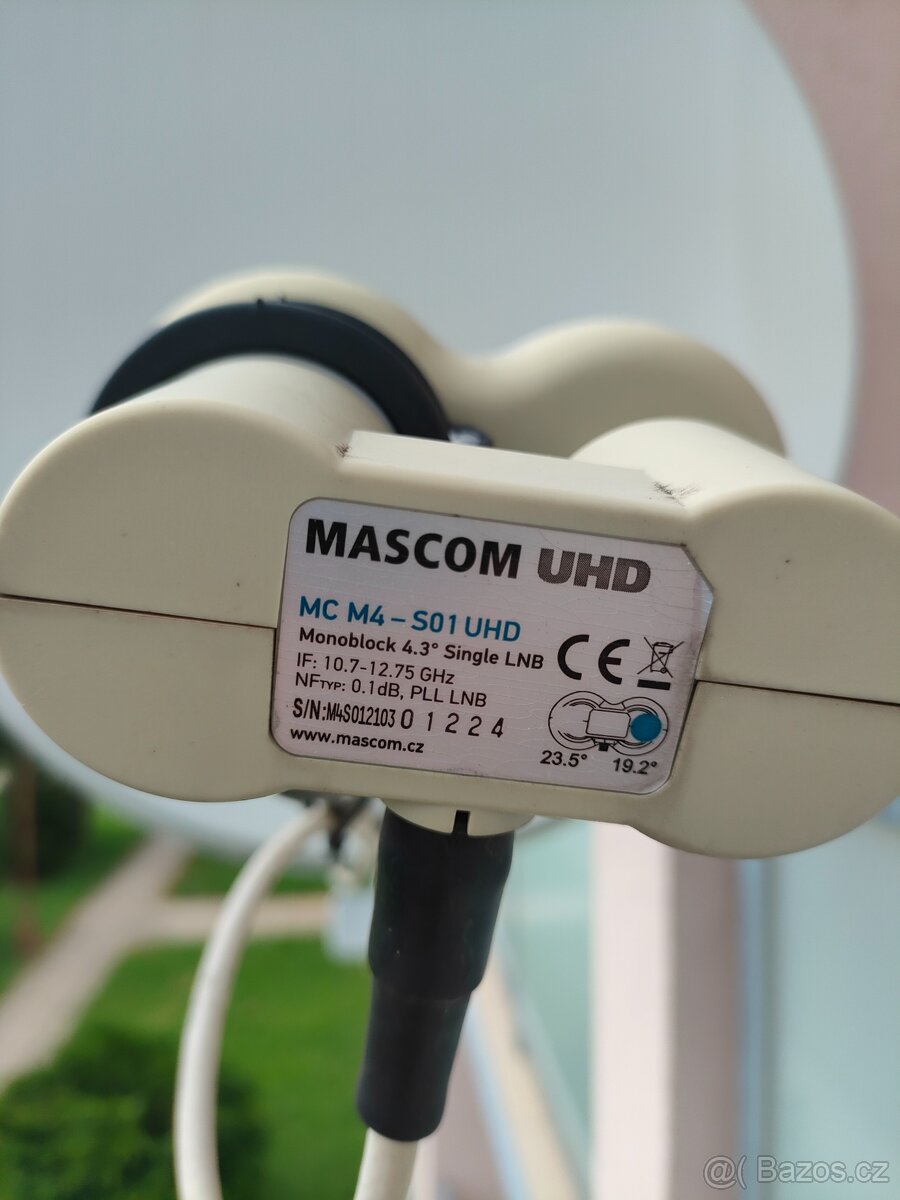 MASCOM UHD
MC M4 – S01 UHD
Monoblock 4.3° Single LNB
IF: 10.7-12.75 GHz
NFTYP: 0.1dB, PLL LNB
S/N:M4S012103 0 1 2 2 4
www.mascom.cz
CE
23.5° 19.2°
@( Bazos.cz